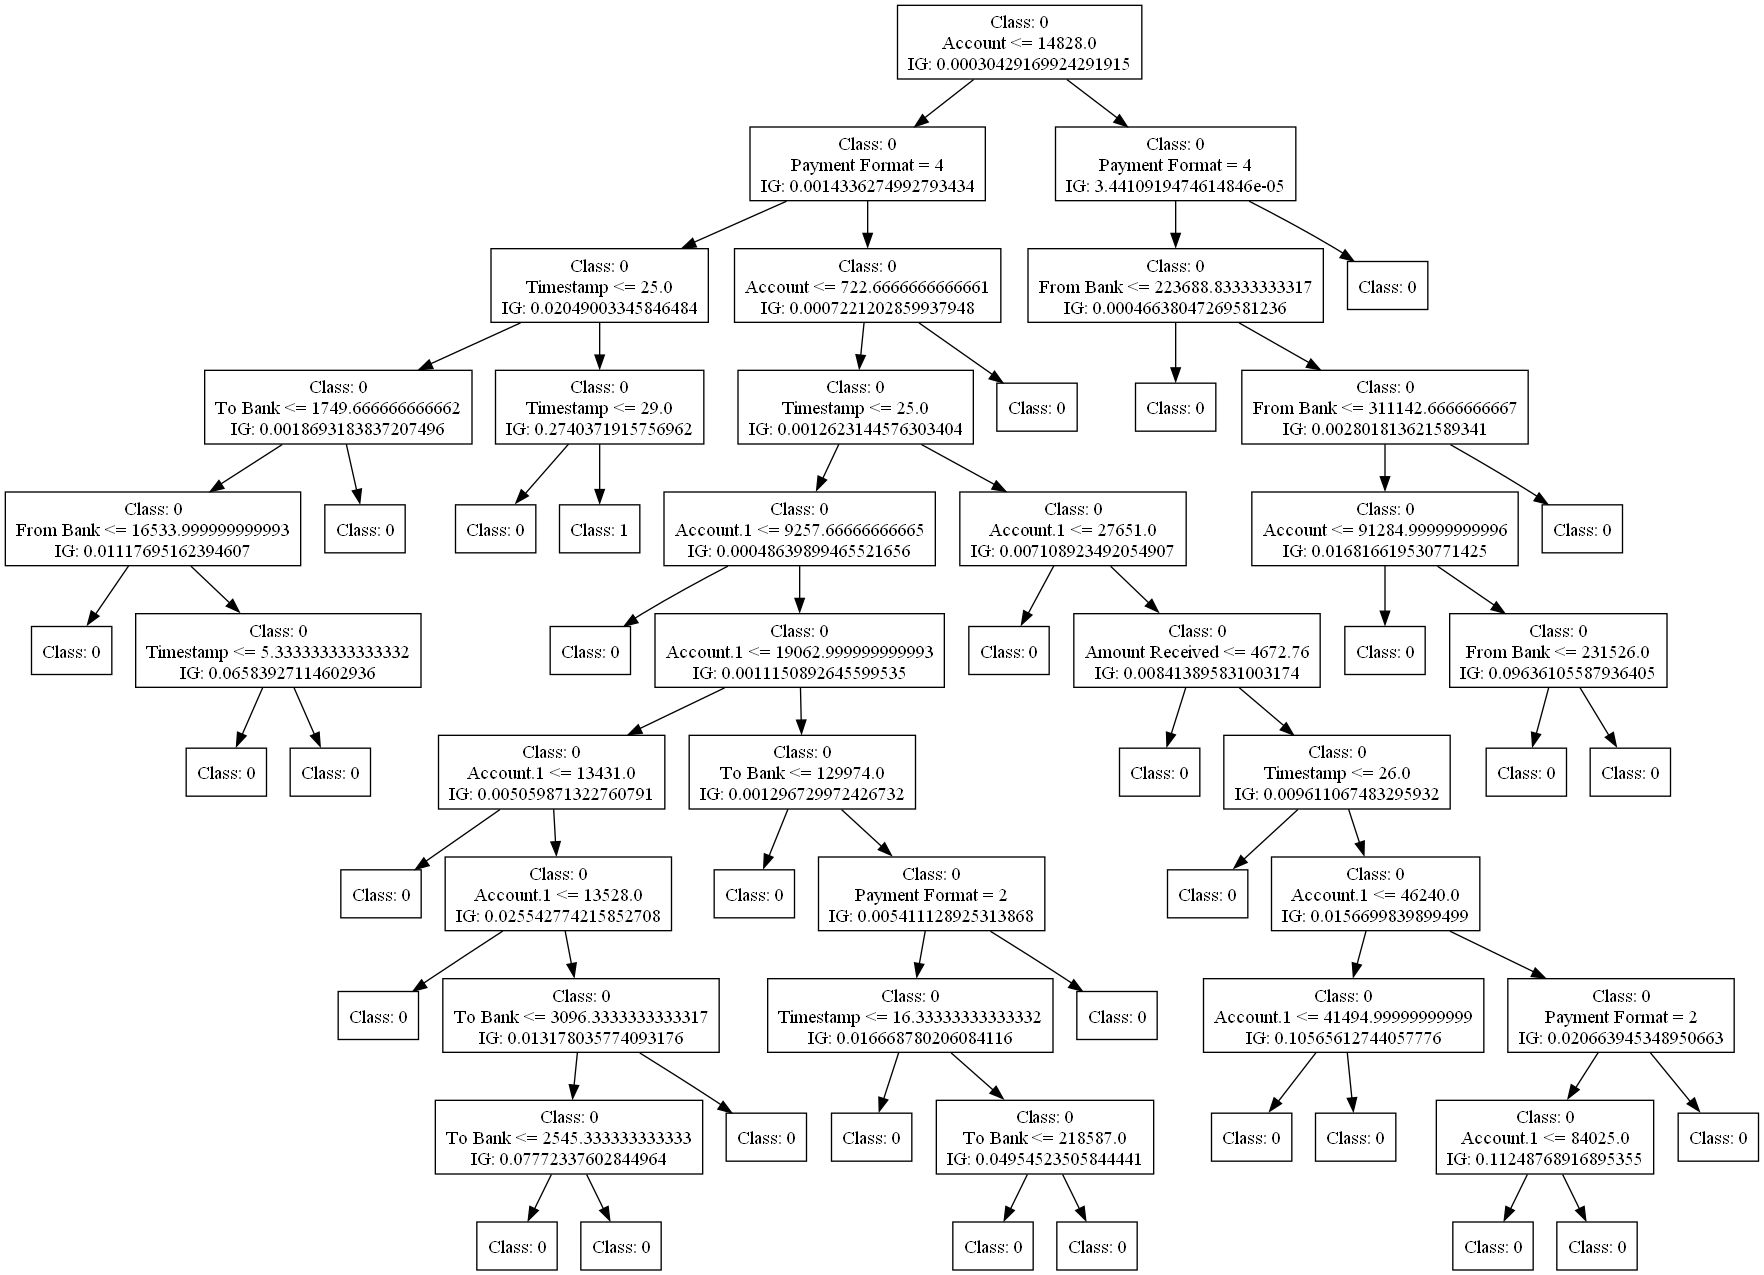 Class: 0
Account <= 14828.0
IG: 0.00030429169924291915
Class: 0
Payment Format = 4
IG: 0.0014336274992793434
Class: 0
Payment Format = 4
IG: 3.4410919474614846e-05
Class: 0
Timestamp <= 25.0
IG: 0.02049003345846484
Class: 0
Account <= 722.6666666666661
IG: 0.0007221202859937948
Class: 0
From Bank <= 223688.83333333317
IG: 0.00046638047269581236
Class: 0
Class: 0
To Bank <= 1749.666666666662
IG: 0.0018693183837207496
Class: 0
Timestamp <= 29.0
IG: 0.2740371915756962
Class: 0
Timestamp <= 25.0
IG: 0.0012623144576303404
Class: 0
Class: 0
Class: 0
From Bank <= 311142.6666666667
IG: 0.002801813621589341
Class: 0
From Bank <= 16533.999999999993
IG: 0.01117695162394607
Class: 0
Class: 0
Class: 1
Class: 0
Account.1 <= 9257.66666666665
IG: 0.00048639899465521656
Class: 0
Account.1 <= 27651.0
IG: 0.007108923492054907
Class: 0
Account <= 91284.99999999996
IG: 0.016816619530771425
Class: 0
Class: 0
Class: 0
Timestamp <= 5.333333333333332
IG: 0.06583927114602936
Class: 0
Class: 0
Account.1 <= 19062.999999999993
IG: 0.0011150892645599535
Class: 0
Class: 0
Amount Received <= 4672.76
IG: 0.008413895831003174
Class: 0
Class: 0
From Bank <= 231526.0
IG: 0.09636105587936405
Class: 0
Class: 0
Class: 0
Account.1 <= 13431.0
IG: 0.005059871322760791
Class: 0
To Bank <= 129974.0
IG: 0.001296729972426732
Class: 0
Class: 0
Timestamp <= 26.0
IG: 0.009611067483295932
Class: 0
Class: 0
Class: 0
Class: 0
Account.1 <= 13528.0
IG: 0.025542774215852708
Class: 0
Class: 0
Payment Format = 2
IG: 0.005411128925313868
Class: 0
Class: 0
Account.1 <= 46240.0
IG: 0.0156699839899499
Class: 0
Class: 0
To Bank <= 3096.3333333333317
IG: 0.013178035774093176
Class: 0
Timestamp <= 16.33333333333332
IG: 0.016668780206084116
Class: 0
Class: 0
Account.1 <= 41494.99999999999
IG: 0.10565612744057776
Class: 0
Payment Format = 2
IG: 0.020663945348950663
Class: 0
To Bank <= 2545.333333333333
IG: 0.07772337602844964
Class: 0
Class: 0
Class: 0
To Bank <= 218587.0
IG: 0.04954523505844441
Class: 0
Class: 0
Class: 0
Account.1 <= 84025.0
IG: 0.11248768916895355
Class: 0
Class: 0
Class: 0
Class: 0
Class: 0
Class: 0
Class: 0